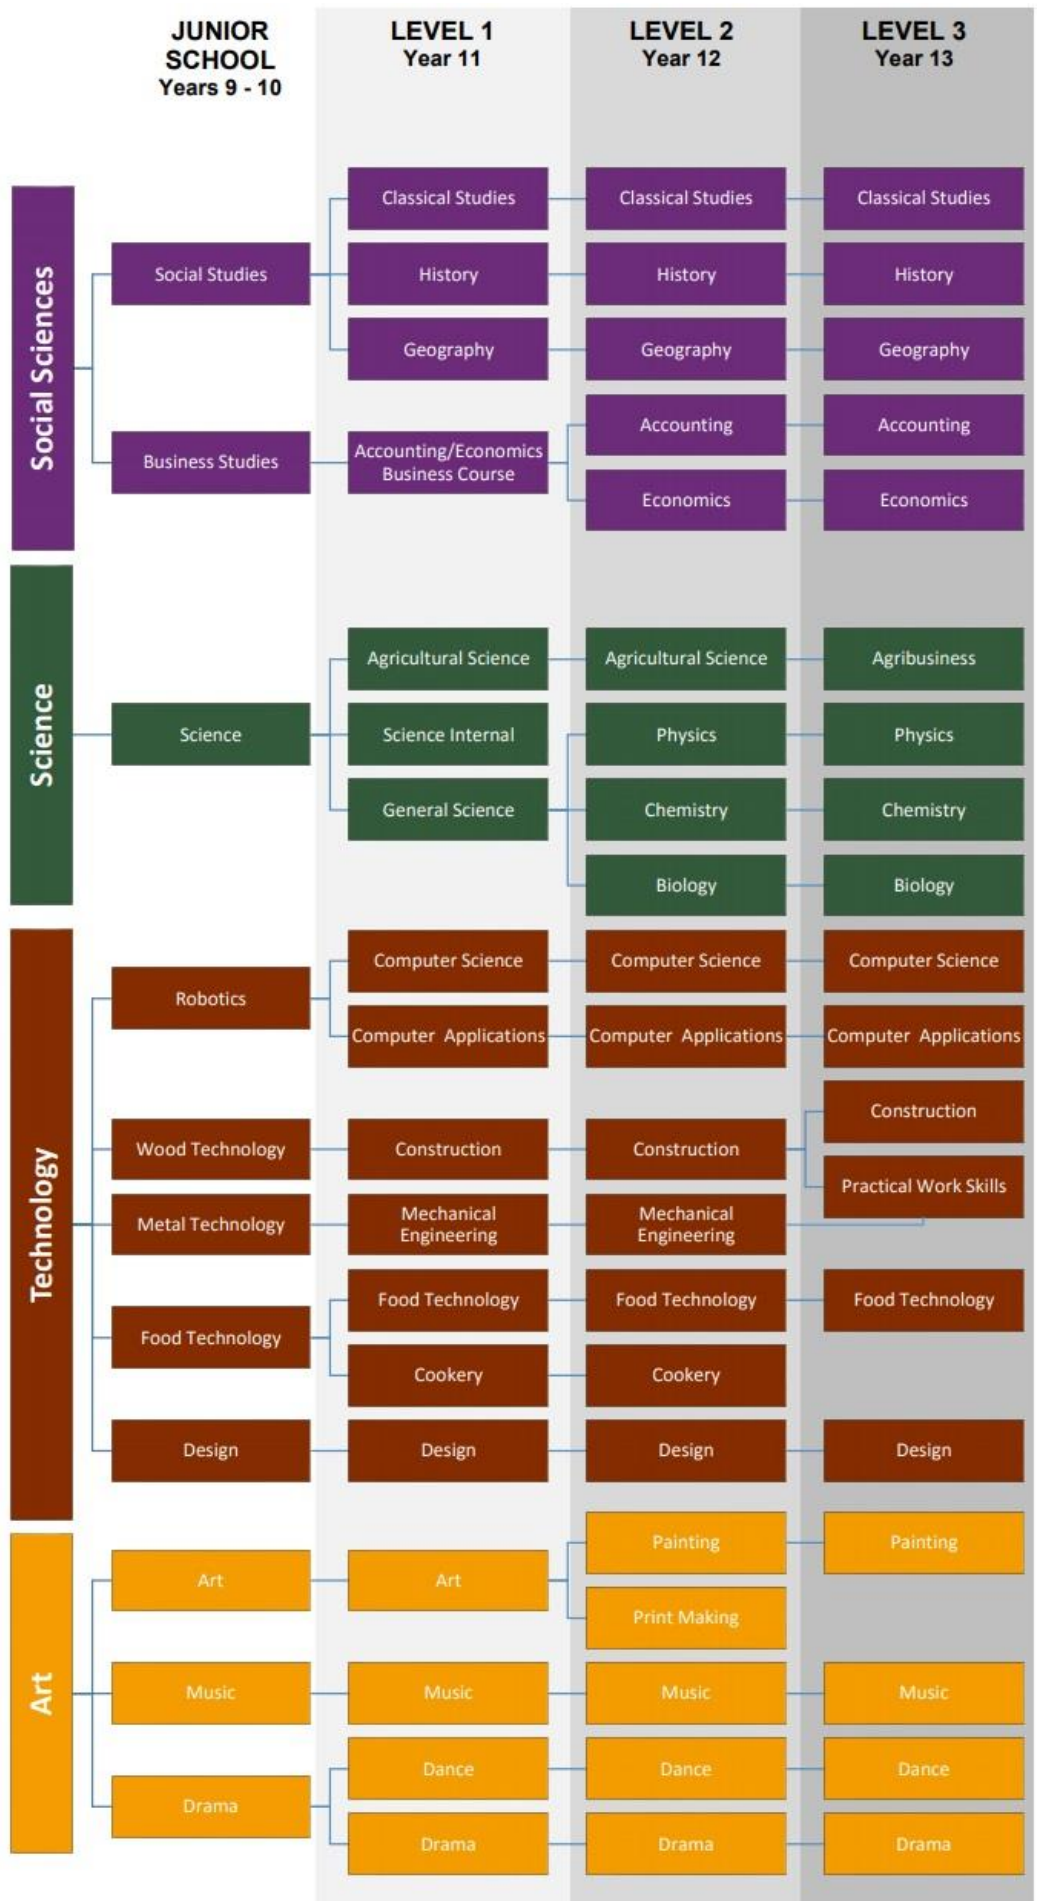 JUNIOR
SCHOOL
Years 9 - 10
LEVEL 1
Year 11
LEVEL 2
Year 12
LEVEL 3
Year 13
Social Sciences
Social Studies
Classical Studies
Classical Studies
Classical Studies
History
History
History
Geography
Geography
Geography
Business Studies
Accounting/Economics
Business Course
Accounting
Accounting
Economics
Economics
Science
Science
Agricultural Science
Agricultural Science
Agribusiness
Science Internal
Physics
Physics
General Science
Chemistry
Chemistry
Biology
Biology
Technology
Robotics
Computer Science
Computer Science
Computer Science
Computer Applications
Computer Applications
Computer Applications
Wood Technology
Construction
Construction
Construction
Practical Work Skills
Metal Technology
Mechanical
Engineering
Mechanical
Engineering
Food Technology
Food Technology
Food Technology
Food Technology
Cookery
Cookery
Design
Design
Design
Design
Art
Art
Art
Painting
Painting
Print Making
Music
Music
Music
Music
Drama
Dance
Dance
Dance
Drama
Drama
Drama